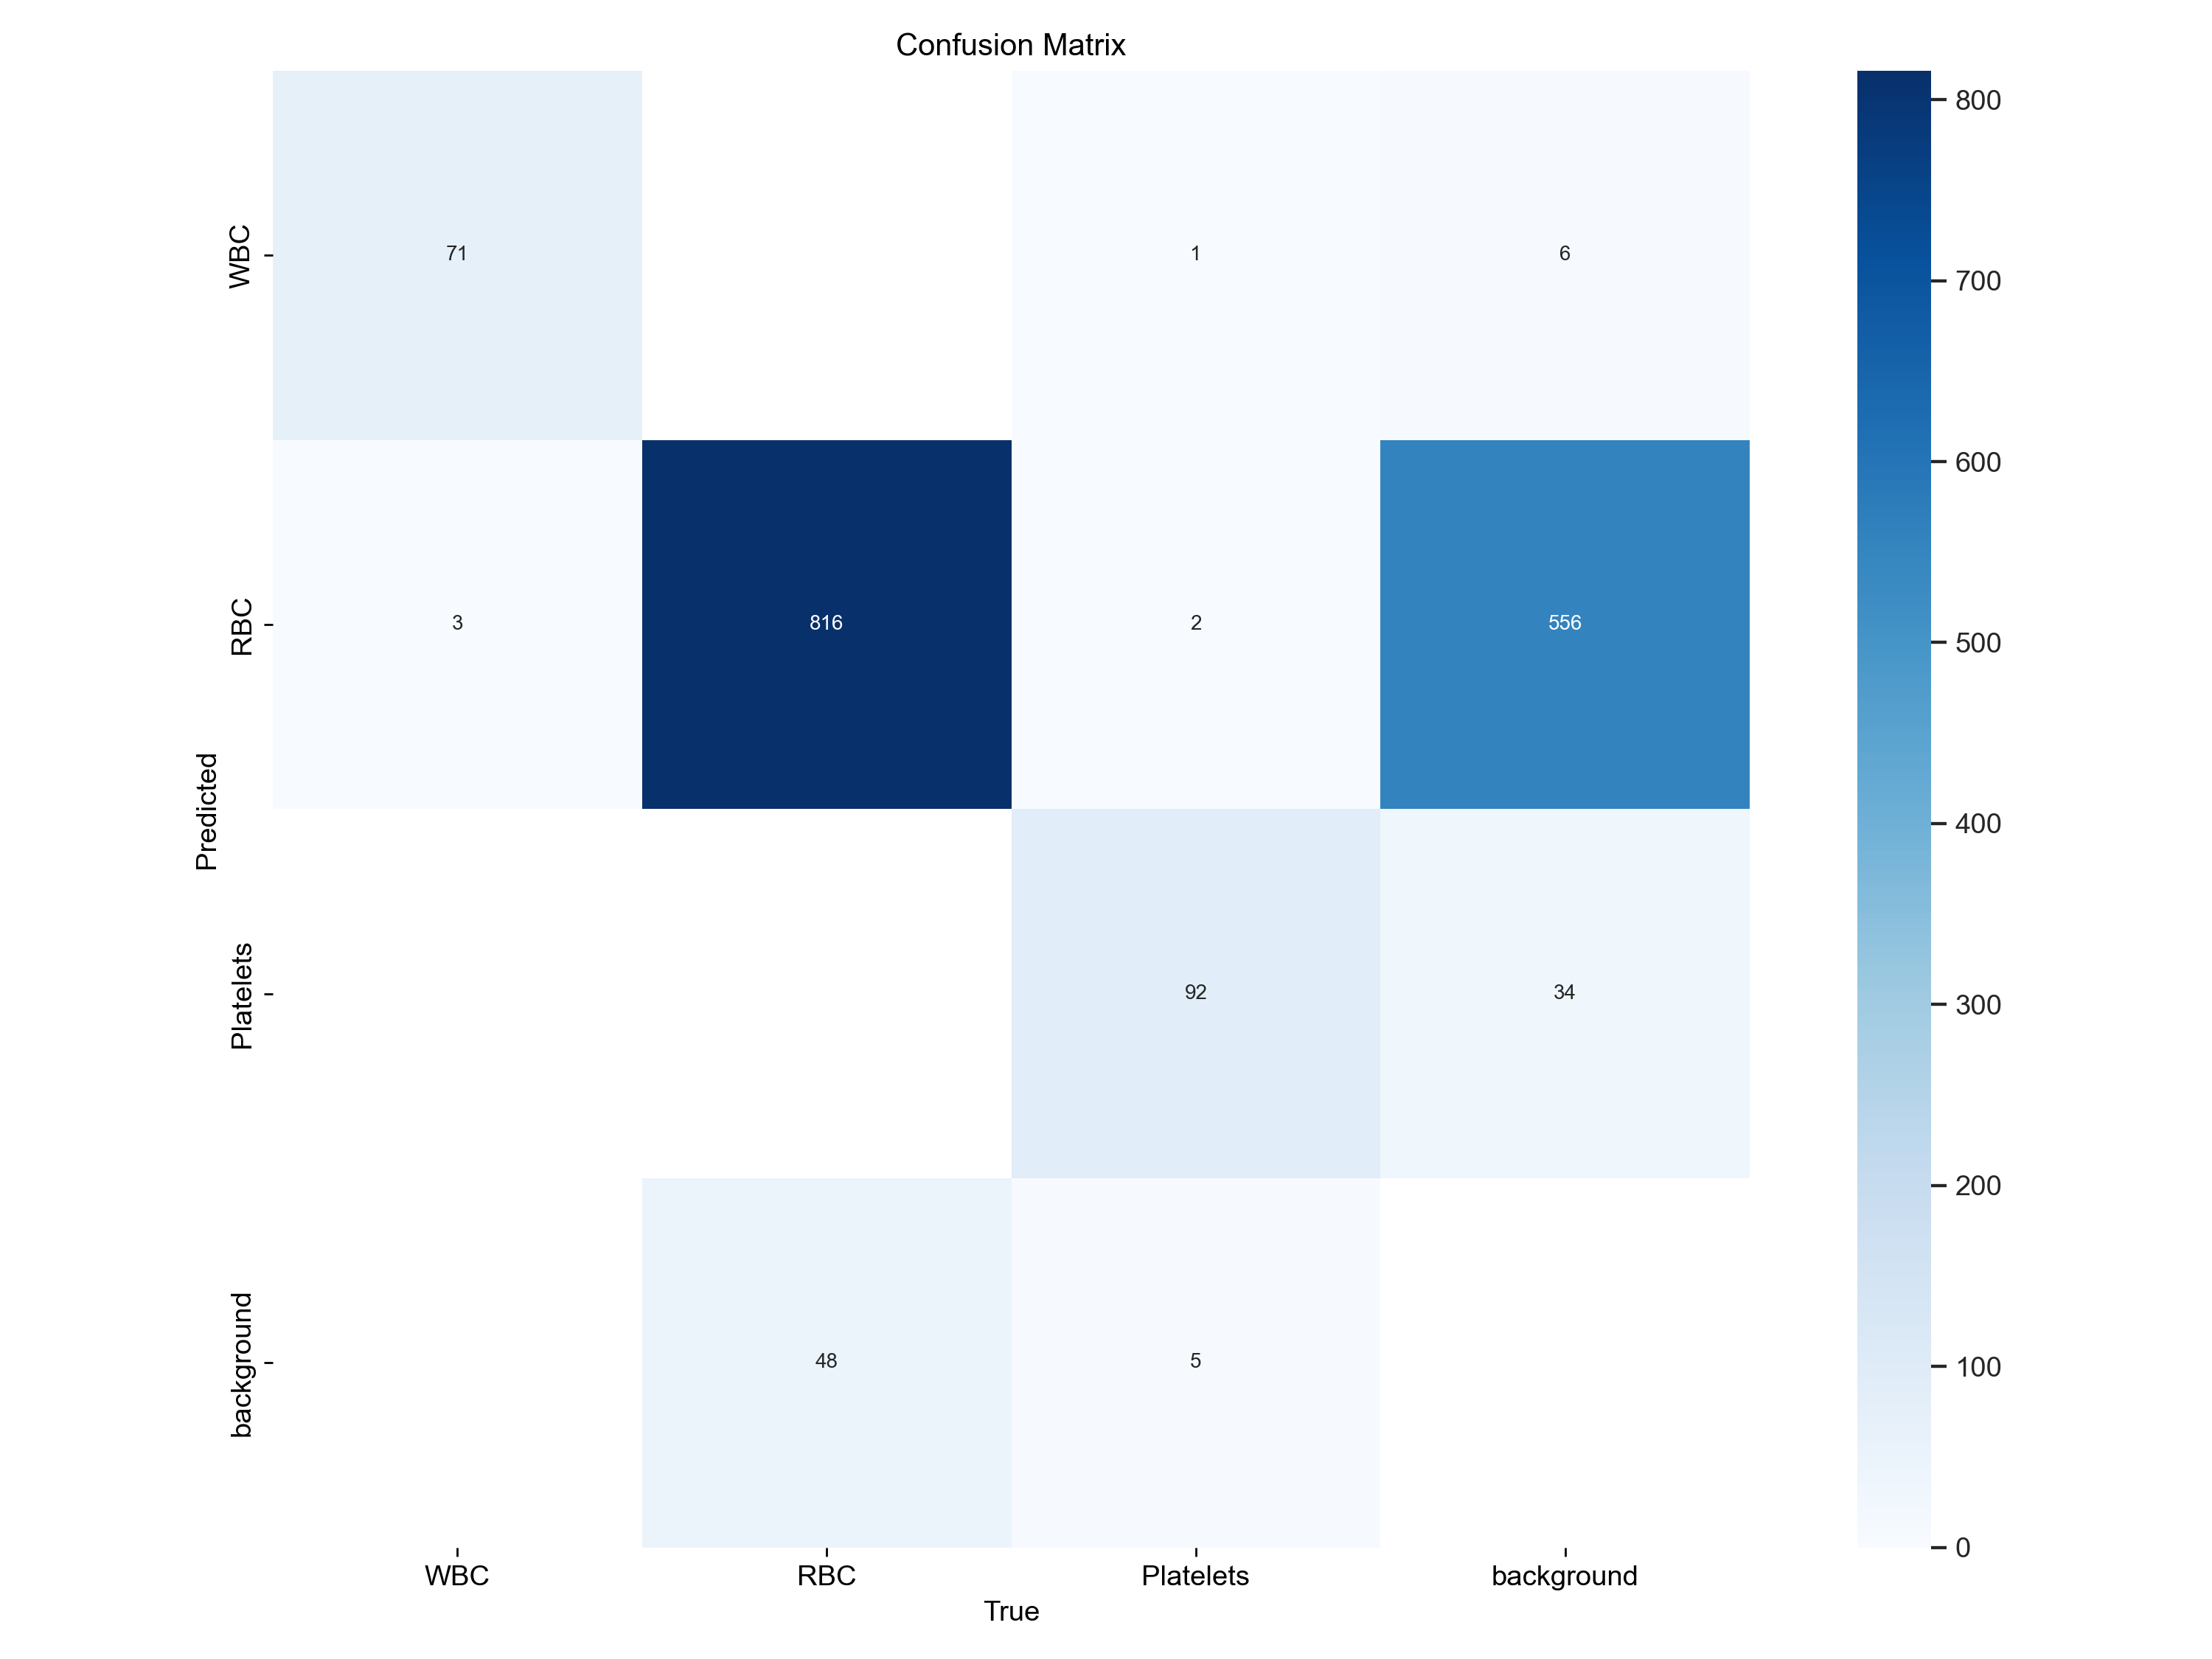 Confusion Matrix
WBC
71
1
6
RBC
3
816
2
556
Predicted
Platelets
92
34
background
48
5
WBC
RBC
Platelets
background
True
800
700
600
500
400
300
200
100
0